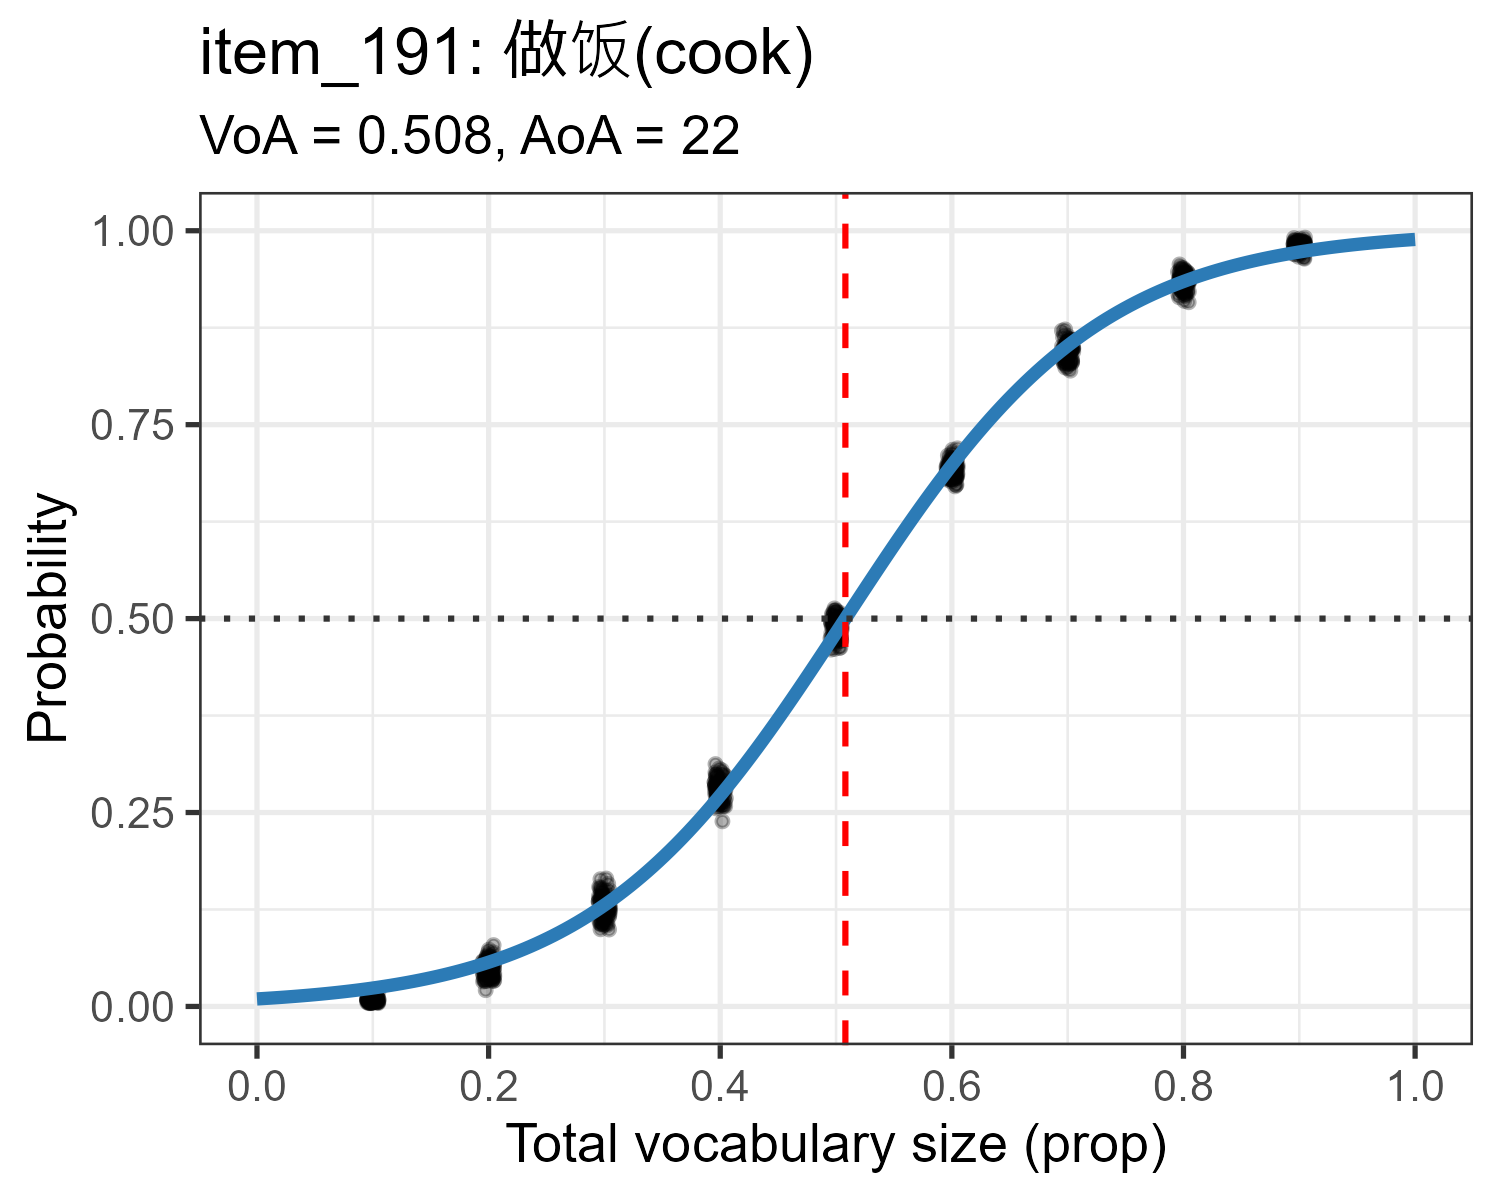 item_191: 做饭(cook)
VoA = 0.508, AoA = 22
1.00
0.75
0.50
0.25
0.00
Probability
0.0 0.2 0.4 0.6 0.8 1.0
Total vocabulary size (prop)